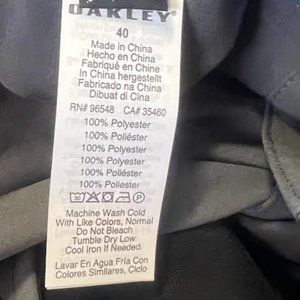 OAKLEY
40
Made in China
Hecho en China
Fabriqué en Chine
In China hergestellt
Fabricado na China
Dibuat di Cina
RN# 96548 CA# 35460
100% Polyester
100% Poliéster
100% Polyester
100% Polyester
100% Poliéster
100% Polyester
Machine Wash Cold
With Like Colors, Normal
Do Not Bleach
Tumble Dry Low
Cool Iron If Needed
Lavar En Agua Fría Con
Colores Similares, Ciclo